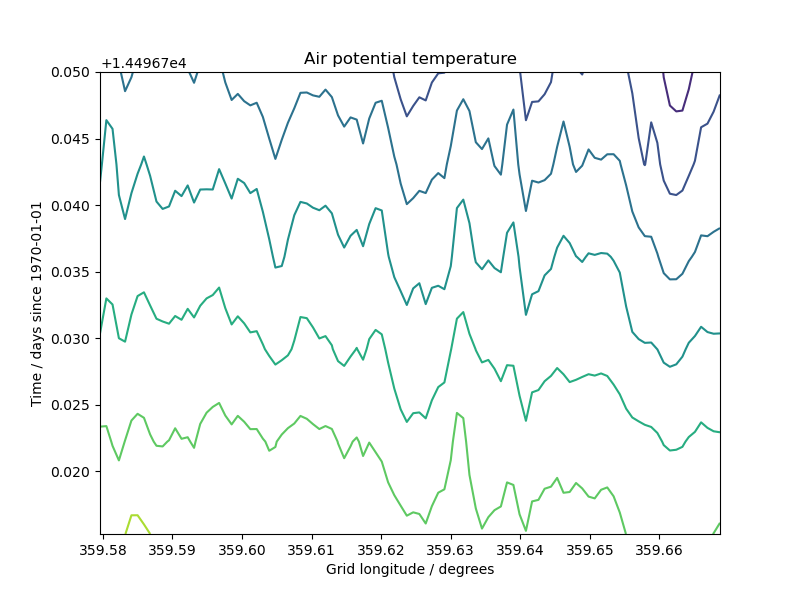 Air potential temperature
+1.44967e4
0.050
0.045
0.040
0.035
0.030
0.025
0.020
Time / days since 1970-01-01
359.58 359.59 359.60 359.61 359.62 359.63 359.64 359.65 359.66
Grid longitude / degrees